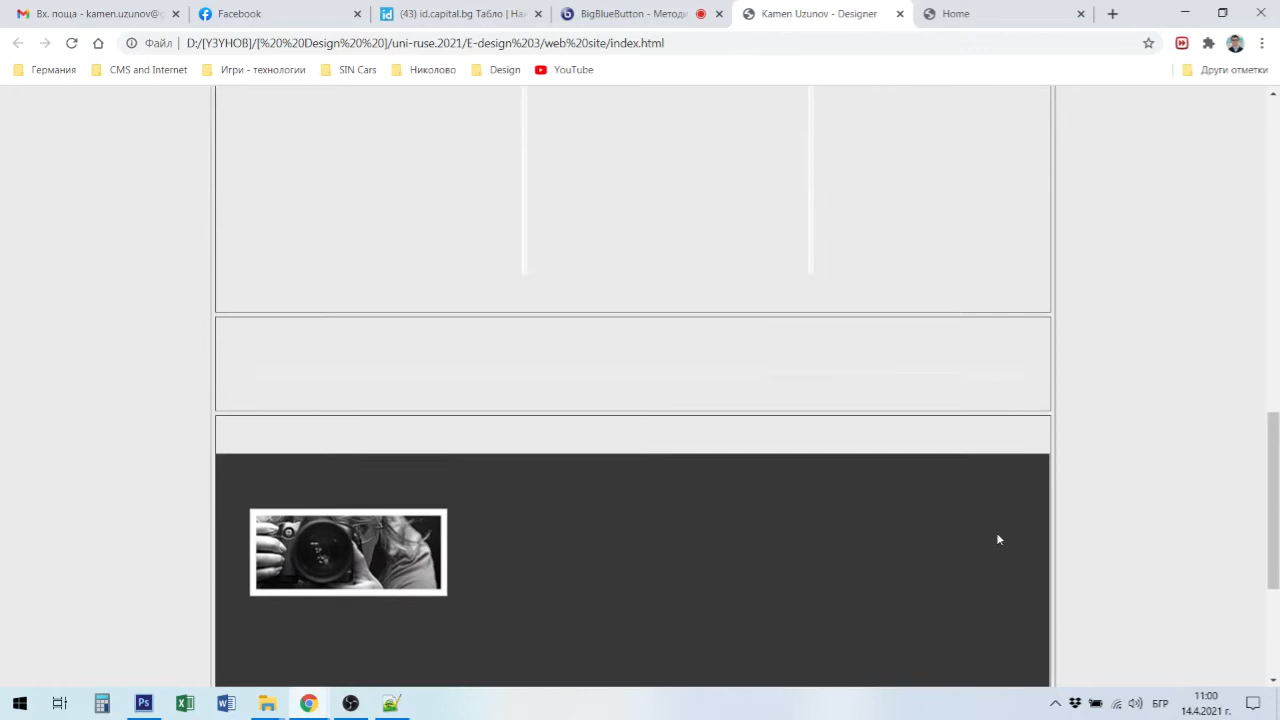 Вх. поща - kamen.uzunov@g
Facebook
(43) id.capital.bg Табло | На
BigBlueButton - Методи
Kamen Uzunov - Designer
Home
Файл
D:/[УЗУНОВ]/[%20%20Design%20%20]/uni-ruse.2021/E-design%203/web%20site/index.html
Германия
CMS and Internet
Игри - технологии
SIN Cars
Николово
Design
YouTube
Други отметки
БГР
11:00
14.4.2021 г.